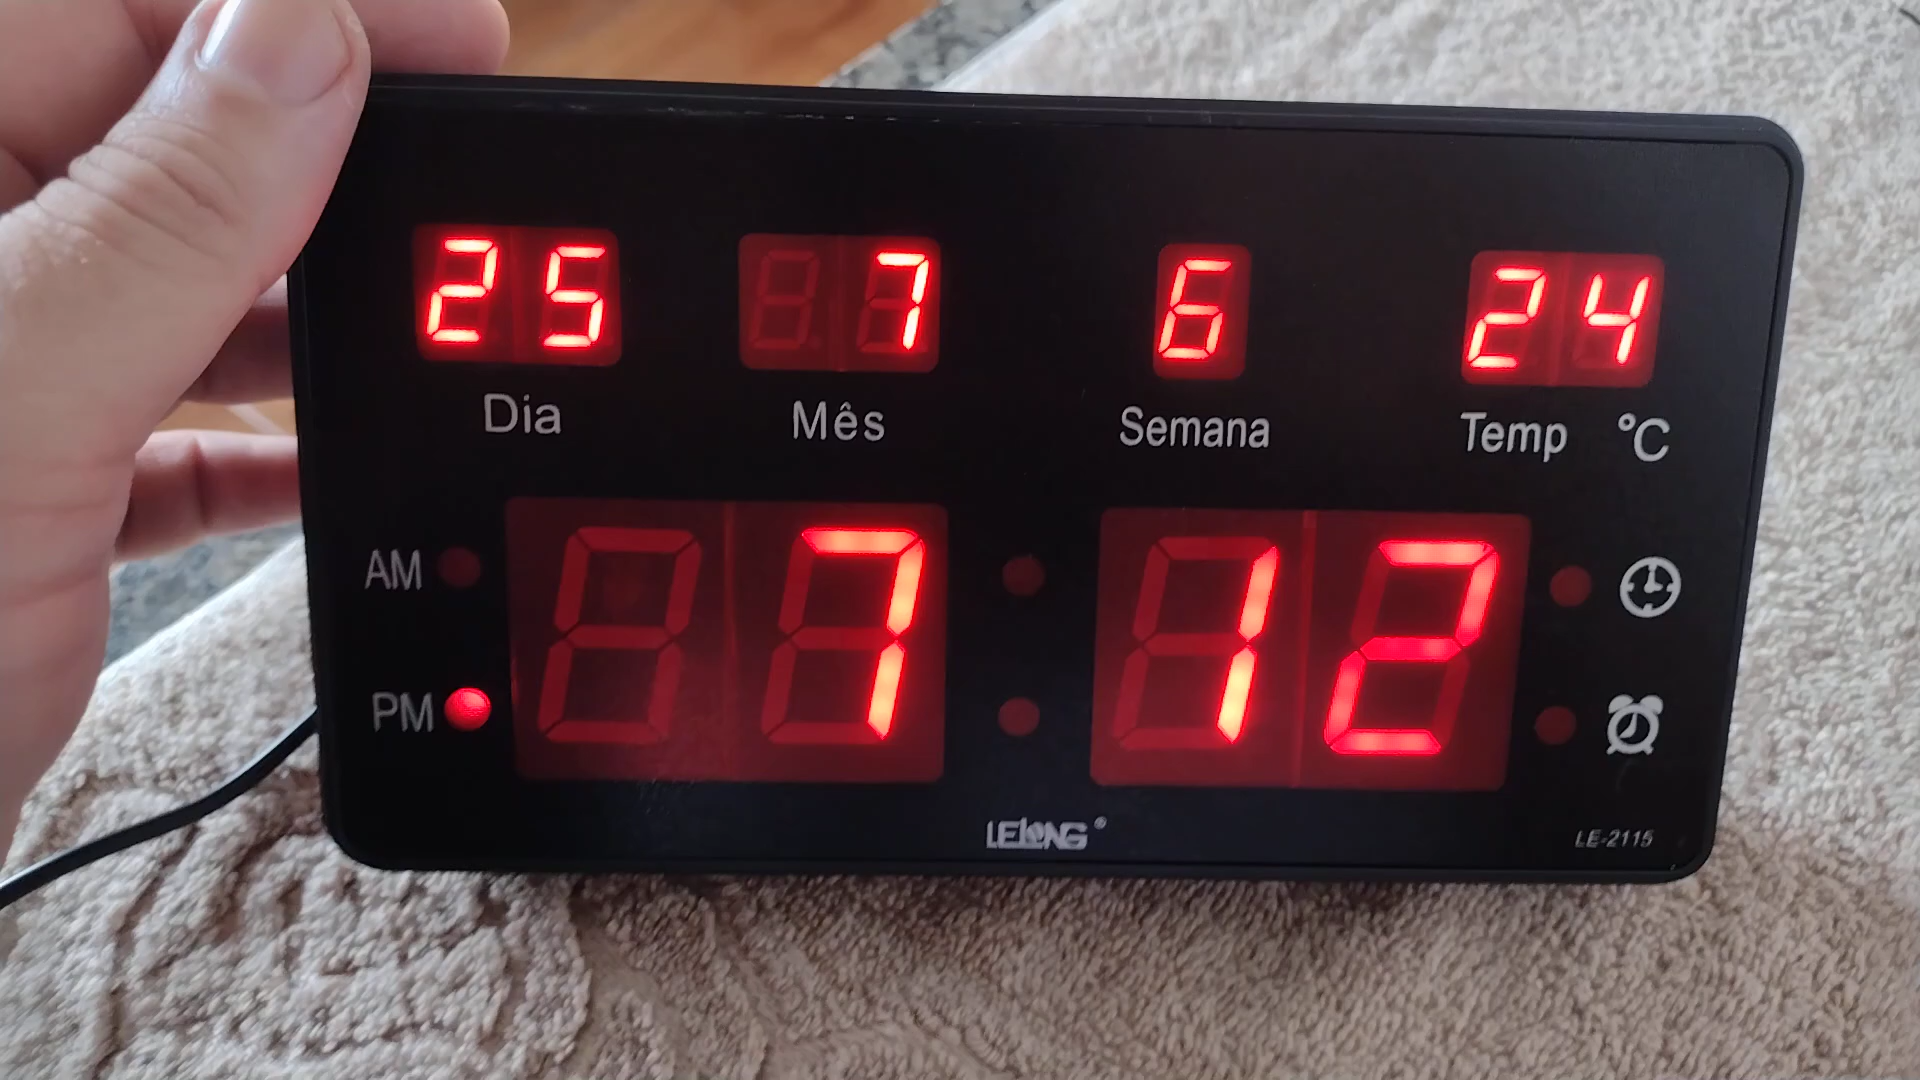 25 7 6 24
Dia Mês Semana Temp °C
AM
7 12
PM
LELONG ®
LE-2115